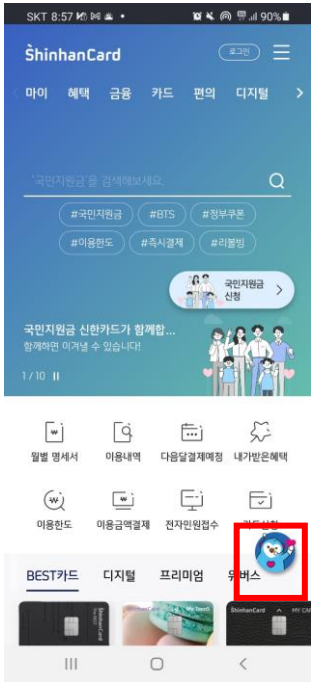 SKT 8:57
90%
ShinhanCard
로그인
마이 혜택 금융 카드 편의 디지털
'국민지원금'을 검색해보세요.
#국민지원금 #BTS #정부쿠폰
#이용한도 #즉시결제 #리볼빙
국민지원금
신청
국민지원금 신한카드가 함께합...
함께하면 이겨낼 수 있습니다!
1 / 10
월별 명세서 이용내역 다음달결제예정 내가받은혜택
이용한도 이용금액결제 전자민원접수
BEST카드 디지털 프리미엄
ShinhanCard